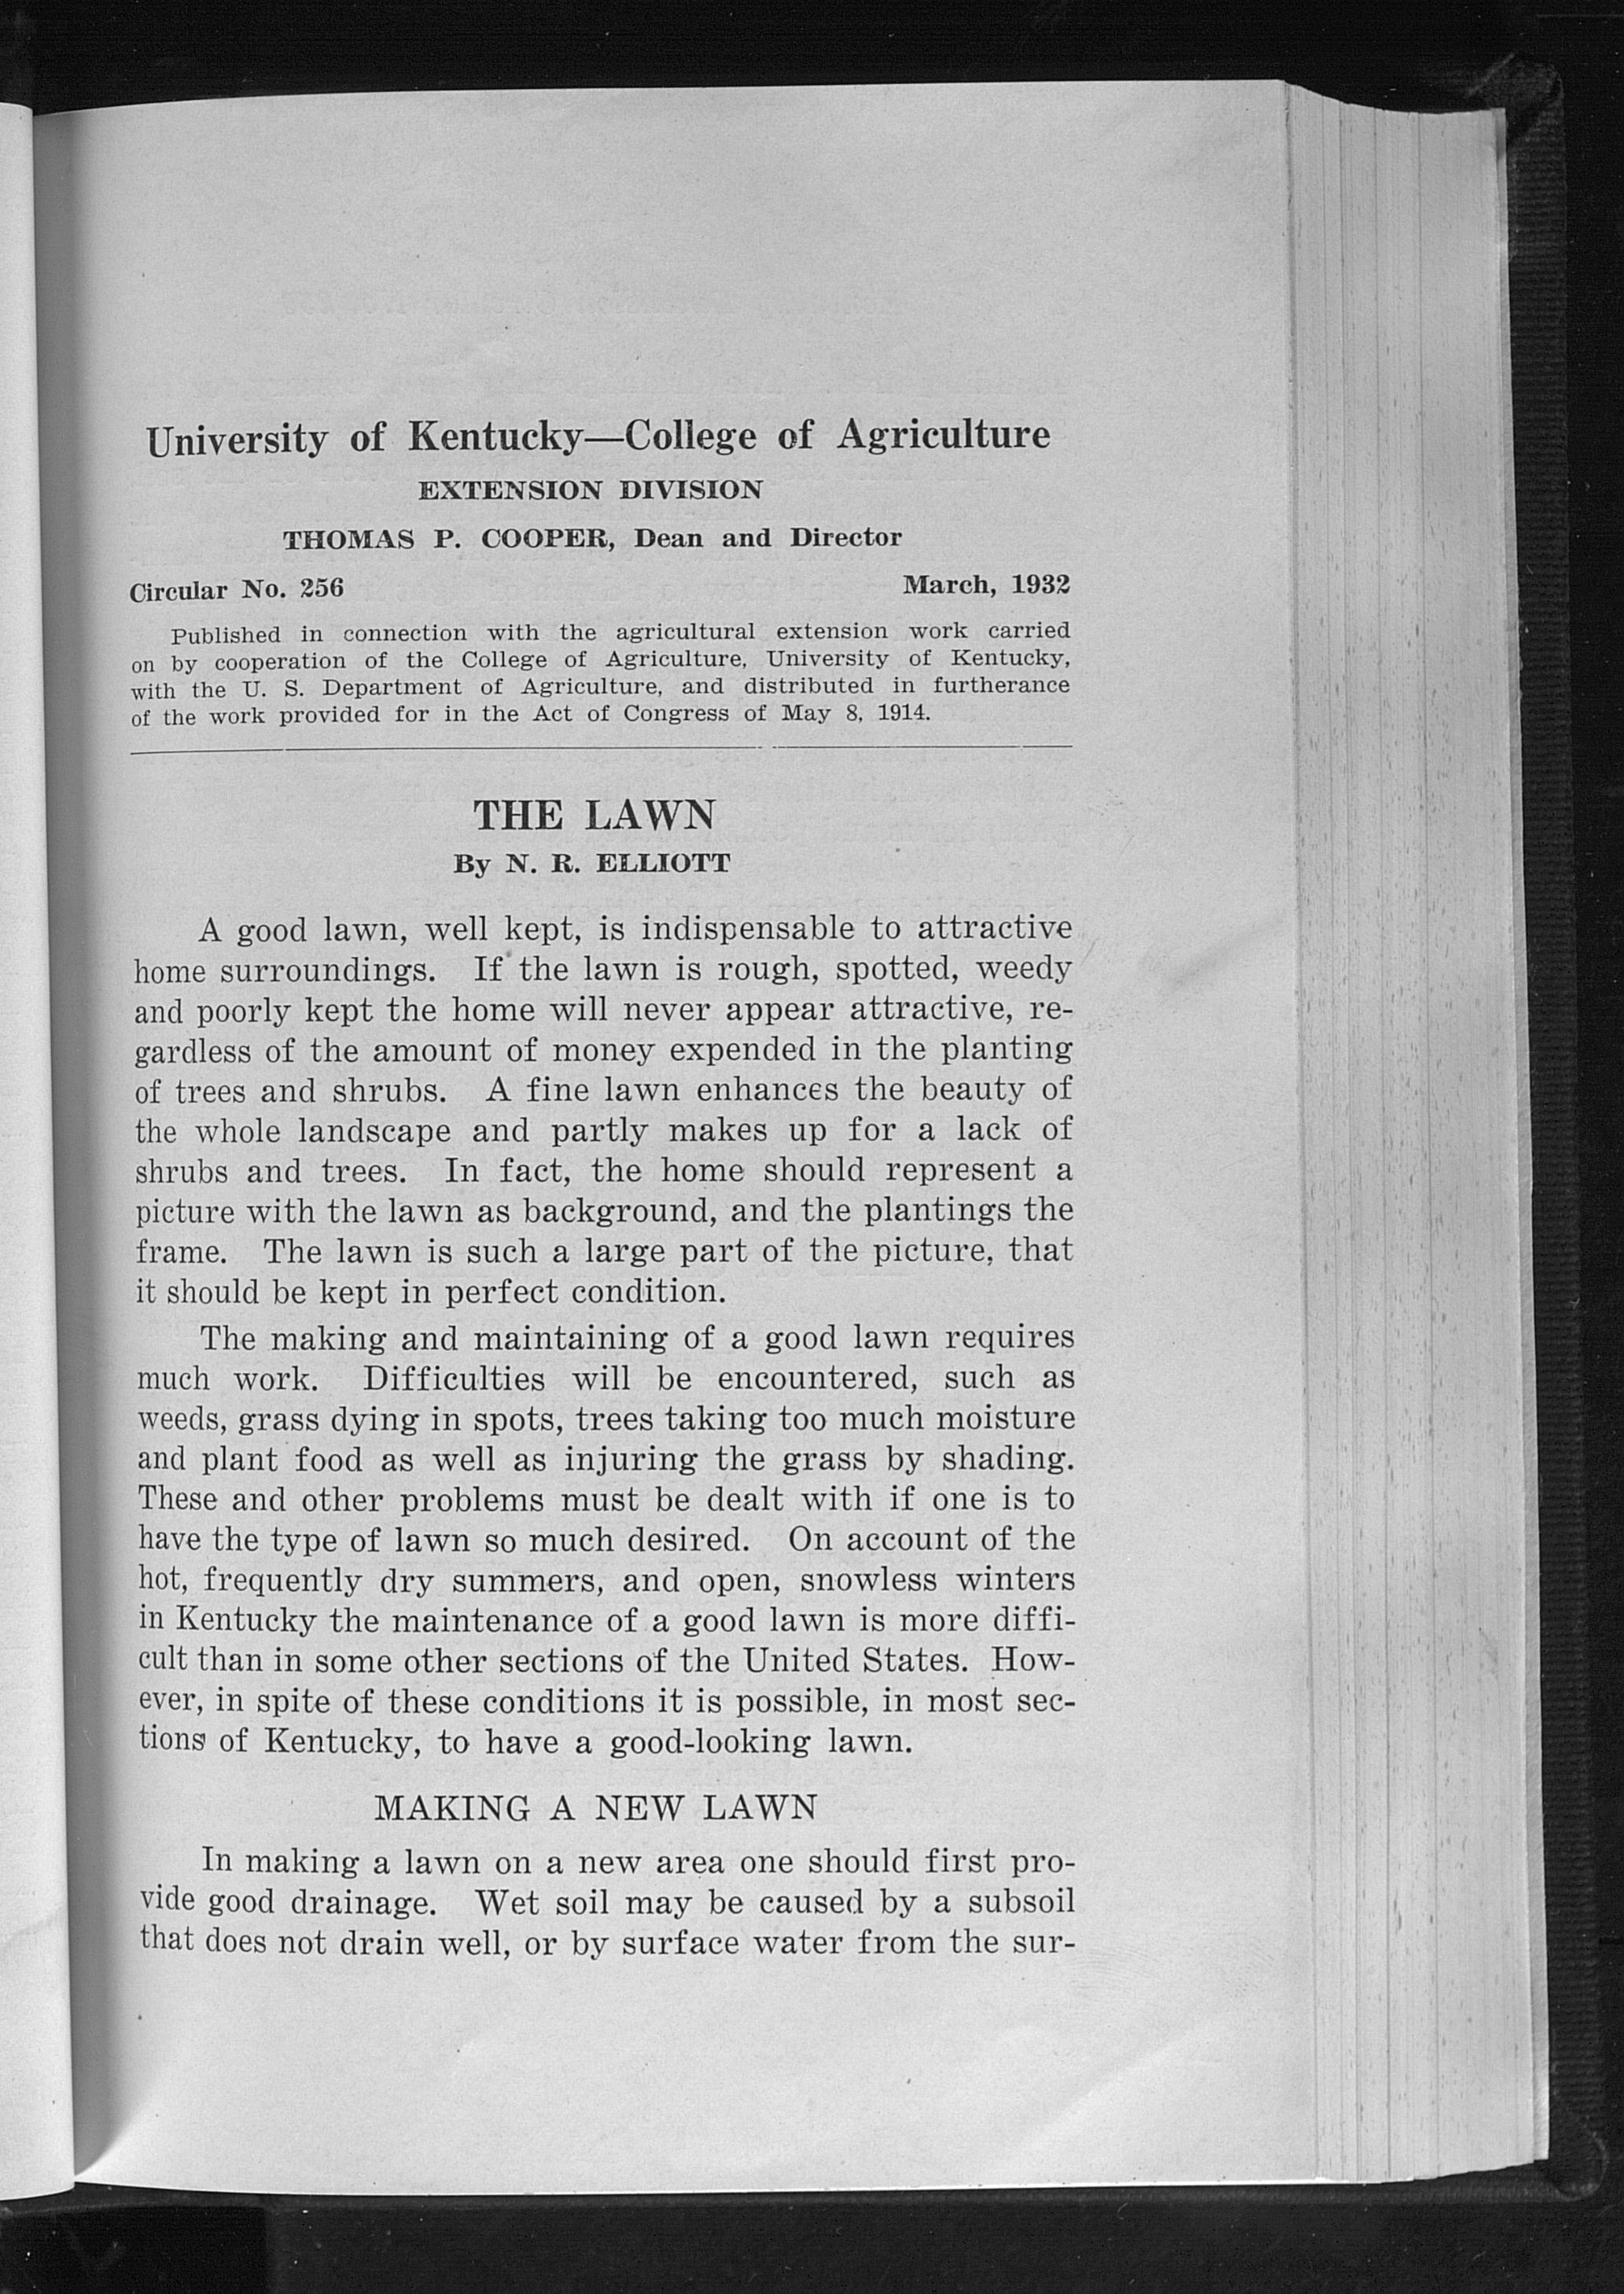 University of Kentucky—College of Agriculture
EXTENSION DIVISION
THOMAS P. COOPER, Dean and Director
Circular No. 256 March, 1932
Published in connection with the agricultural extension work carried
on by cooperation of the College of Agriculture, University of Kentucky,
with the U. S. Department of Agriculture, and distributed in furtherance
of the work provided for in the Act of Congress of May 8, 1914.
THE LAWN
By N. R. ELLIOTT
A good lawn, well kept, is indispensable to attractive
home surroundings. If the lawn is rough, spotted, weedy
and poorly kept the home will never appear attractive, re-
gardless of the amount of money expended in the planting
of trees and shrubs. A fine lawn enhances the beauty of
the whole landscape and partly makes up for a lack of
shrubs and trees. In fact, the home should represent a
picture with the lawn as background, and the plantings the
frame. The lawn is such a large part of the picture, that
it should be kept in perfect condition.
The making and maintaining of a good lawn requires
much work. Difficulties will be encountered, such as
weeds, grass dying in spots, trees taking too much moisture
and plant food as well as injuring the grass by shading.
These and other problems must be dealt with if one is to
have the type of lawn so much desired. On account of the
hot, frequently dry summers, and open, snowless winters
in Kentucky the maintenance of a good lawn is more diffi-
cult than in some other sections of the United States. How-
ever, in spite of these conditions it is possible, in most sec-
tions of Kentucky, to have a good-looking lawn.
MAKING A NEW LAWN
In making a lawn on a new area one should first pro-
vide good drainage. Wet soil may be caused by a subsoil
that does not drain well, or by surface water from the sur-